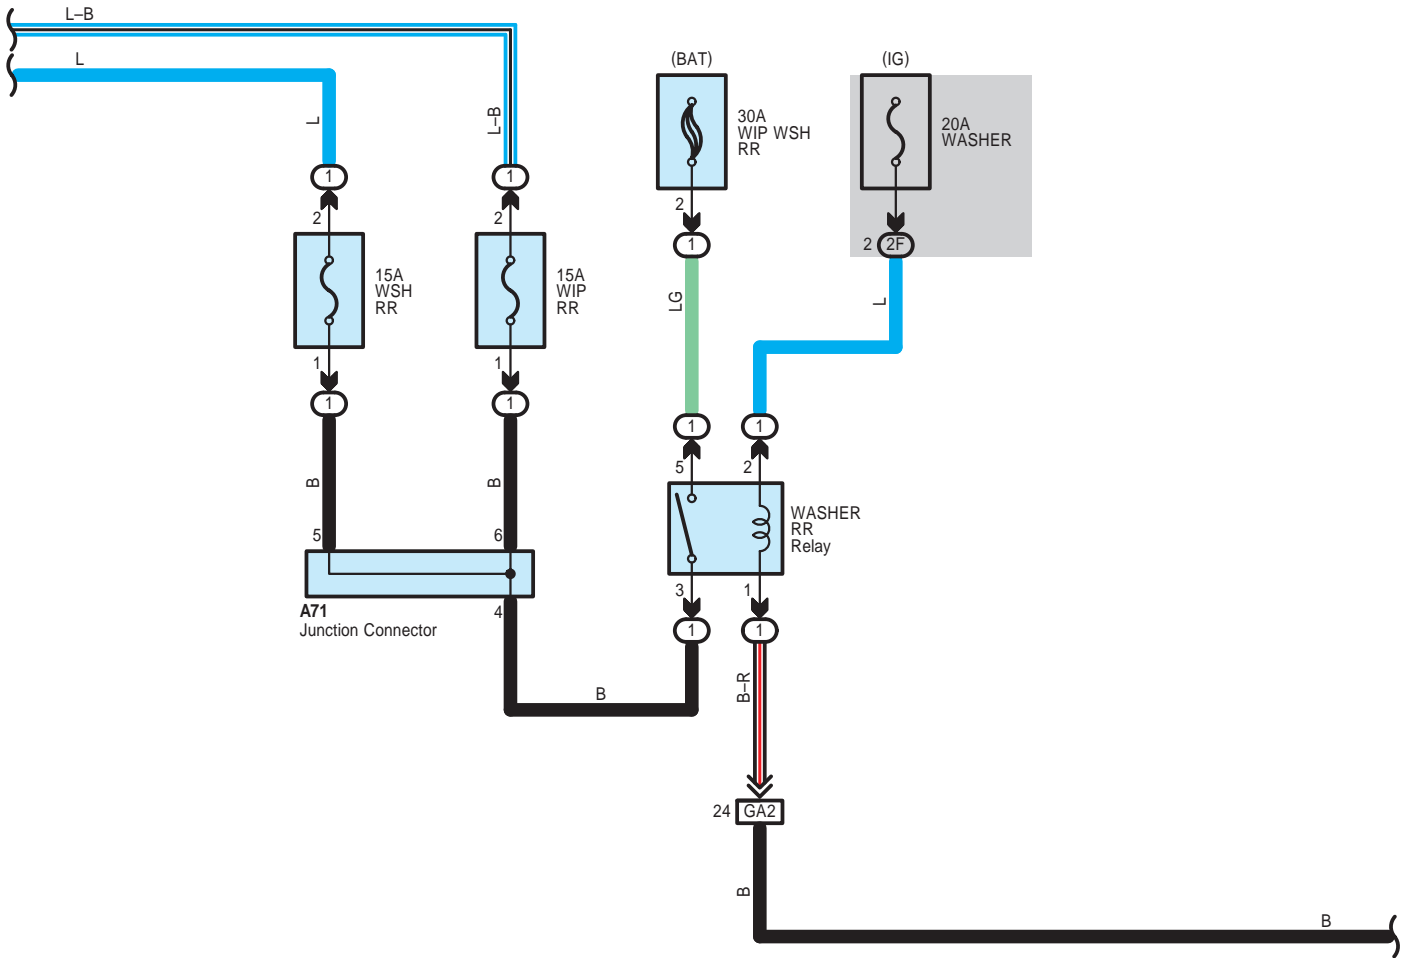 L–B
L
(BAT)
(IG)
L
L–B
30A
WIP WSH
RR
20A
WASHER
1
1
2
2
2
1
2
2F
15A
WSH
RR
15A
WIP
RR
LG
L
1
1
1
1
1
1
B
B
5
2
5
6
WASHER
RR
Relay
3
1
A71
Junction Connector
4
1
1
B
B–R
24
GA2
B
B